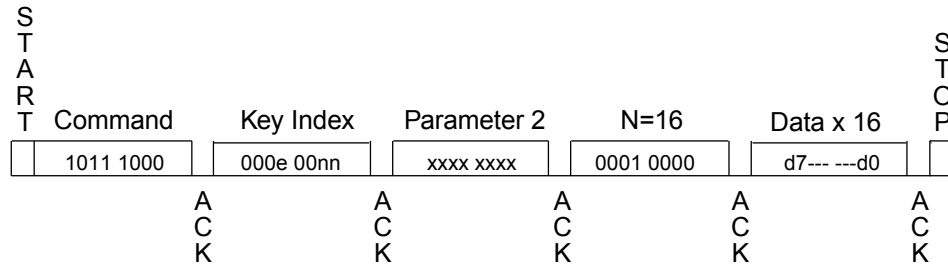 START
STOP
Command Key Index Parameter 2 N=16 Data x 16
1011 1000 000e 00nn xxxx xxxx 0001 0000 d7--- ---d0
ACK ACK ACK ACK ACK